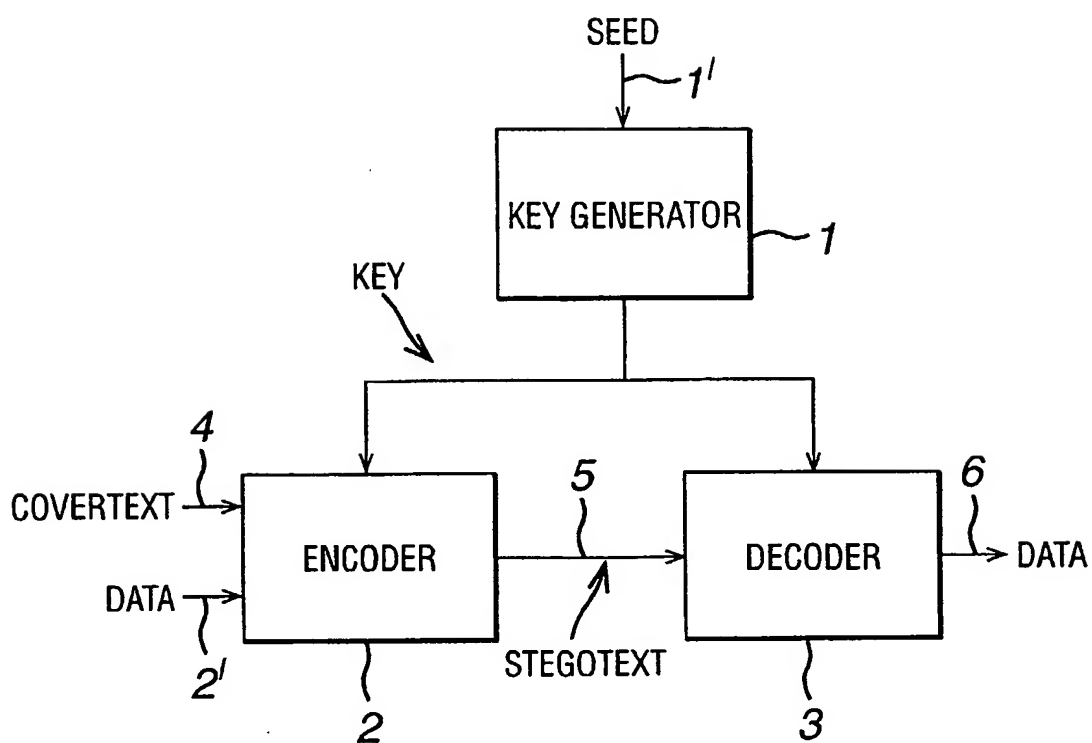 SEED
1'
KEY GENERATOR
1
KEY
4
COVERTEXT
ENCODER
5
DECODER
6
DATA
DATA
2'
STEGOTEXT
2
3